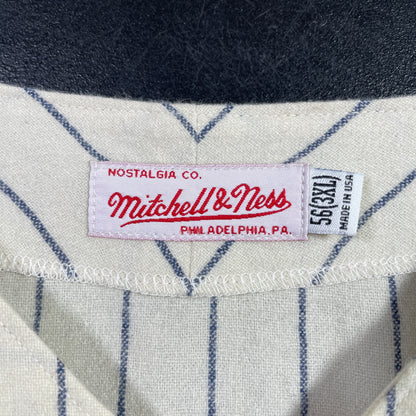 NOSTALGIA CO.
Mitchell & Ness
PHILADELPHIA, PA.
56(3XL)
MADE IN USA